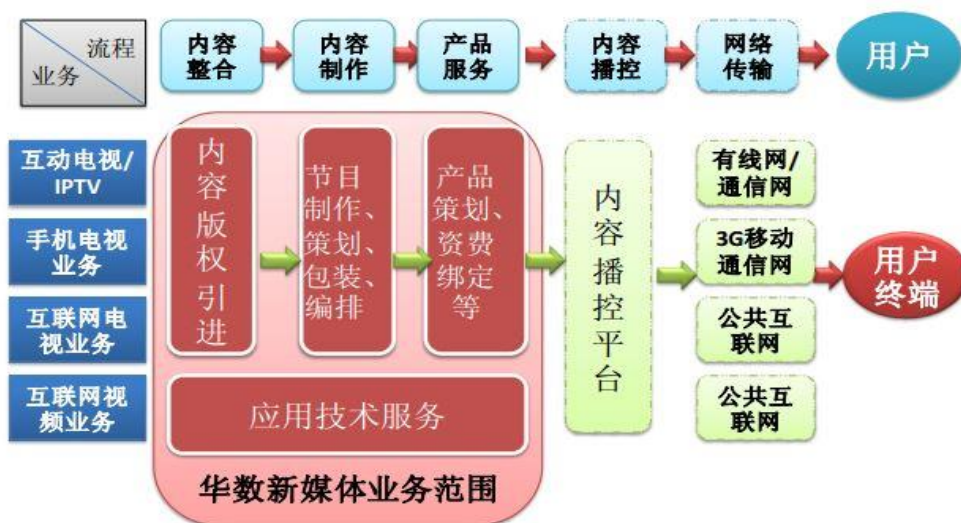 流程
业务
内容
整合
内容
制作
产品
服务
内容
播控
网络
传输
用户
互动电视/
IPTV
手机电视
业务
互联网电
视业务
互联网视
频业务
内
容
版
权
引
进
节目
制作、
策划、
包装、
编排
产品
策划、
资费
绑定
等
应用技术服务
华数新媒体业务范围
内
容
播
控
平
台
有线网/
通信网
3G移动
通信网
公共互
联网
公共互
联网
用户
终端